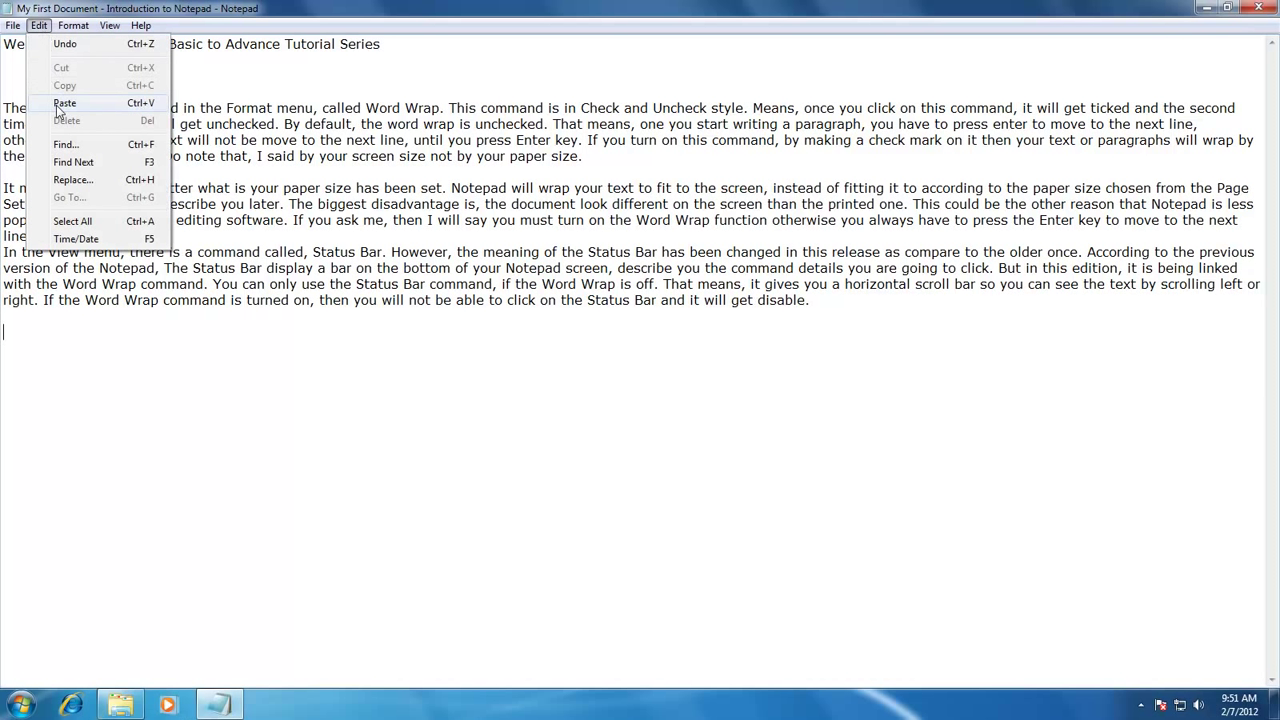 My First Document - Introduction to Notepad - Notepad
File Edit Format View Help
We Basic to Advance Tutorial Series
Undo Ctrl+Z
Cut Ctrl+X
Copy Ctrl+C
Paste Ctrl+V
Delete Del
Find... Ctrl+F
Find Next F3
Replace... Ctrl+H
Go To... Ctrl+G
Select All Ctrl+A
Time/Date F5
The d in the Format menu, called Word Wrap. This command is in Check and Uncheck style. Means, once you click on this command, it will get ticked and the second
tim l get unchecked. By default, the word wrap is unchecked. That means, one you start writing a paragraph, you have to press enter to move to the next line,
oth xt will not be move to the next line, until you press Enter key. If you turn on this command, by making a check mark on it then your text or paragraphs will wrap by
the o note that, I said by your screen size not by your paper size.
It m tter what is your paper size has been set. Notepad will wrap your text to fit to the screen, instead of fitting it to according to the paper size chosen from the Page
Set escribe you later. The biggest disadvantage is, the document look different on the screen than the printed one. This could be the other reason that Notepad is less
pop editing software. If you ask me, then I will say you must turn on the Word Wrap function otherwise you always have to press the Enter key to move to the next
line
In the View menu, there is a command called, Status Bar. However, the meaning of the Status Bar has been changed in this release as compare to the older once. According to the previous
version of the Notepad, The Status Bar display a bar on the bottom of your Notepad screen, describe you the command details you are going to click. But in this edition, it is being linked
with the Word Wrap command. You can only use the Status Bar command, if the Word Wrap is off. That means, it gives you a horizontal scroll bar so you can see the text by scrolling left or
right. If the Word Wrap command is turned on, then you will not be able to click on the Status Bar and it will get disable.
9:51 AM
2/7/2012